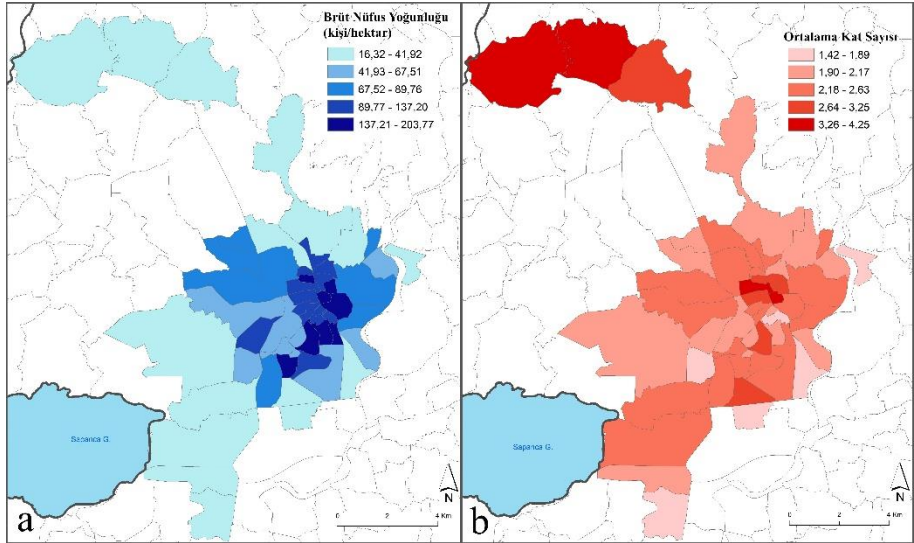 Brüt Nüfus Yoğunluğu
(kişi/hektar)
16,32 - 41,92
41,93 - 67,51
67,52 - 89,76
89,77 - 137,20
137,21 - 203,77
Sapanca G.
N
0 2 4 Km
a
Ortalama Kat Sayısı
1,42 - 1,89
1,90 - 2,17
2,18 - 2,63
2,64 - 3,25
3,26 - 4,25
Sapanca G.
N
0 2 4 Km
b